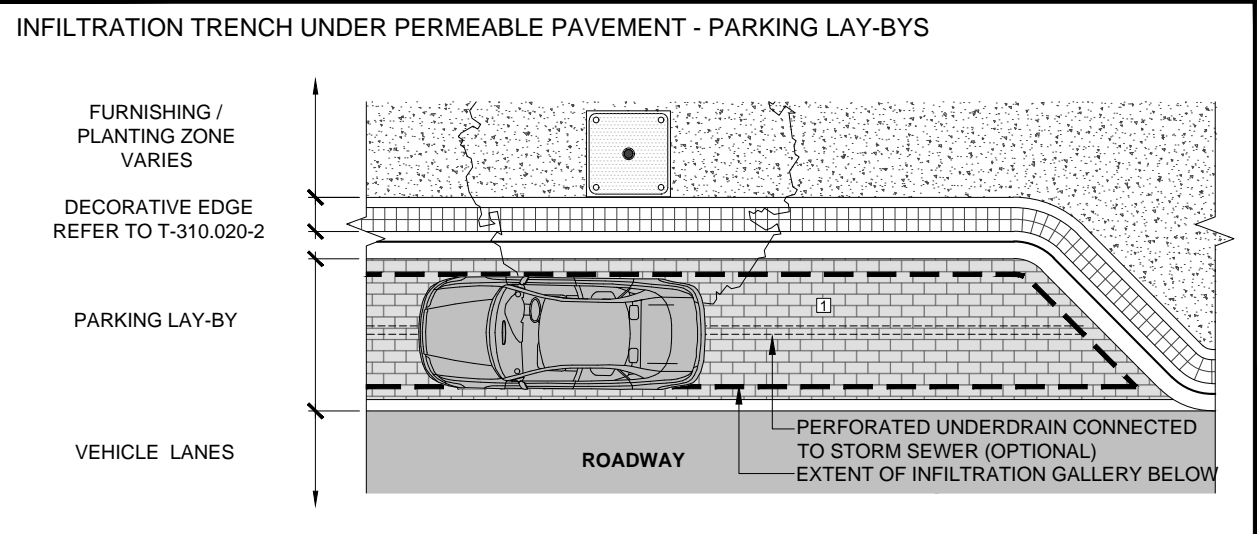 INFILTRATION TRENCH UNDER PERMEABLE PAVEMENT - PARKING LAY-BYS
FURNISHING /
PLANTING ZONE
VARIES
DECORATIVE EDGE
REFER TO T-310.020-2
PARKING LAY-BY
1
VEHICLE LANES
ROADWAY
PERFORATED UNDERDRAIN CONNECTED
TO STORM SEWER (OPTIONAL)
EXTENT OF INFILTRATION GALLERY BELOW